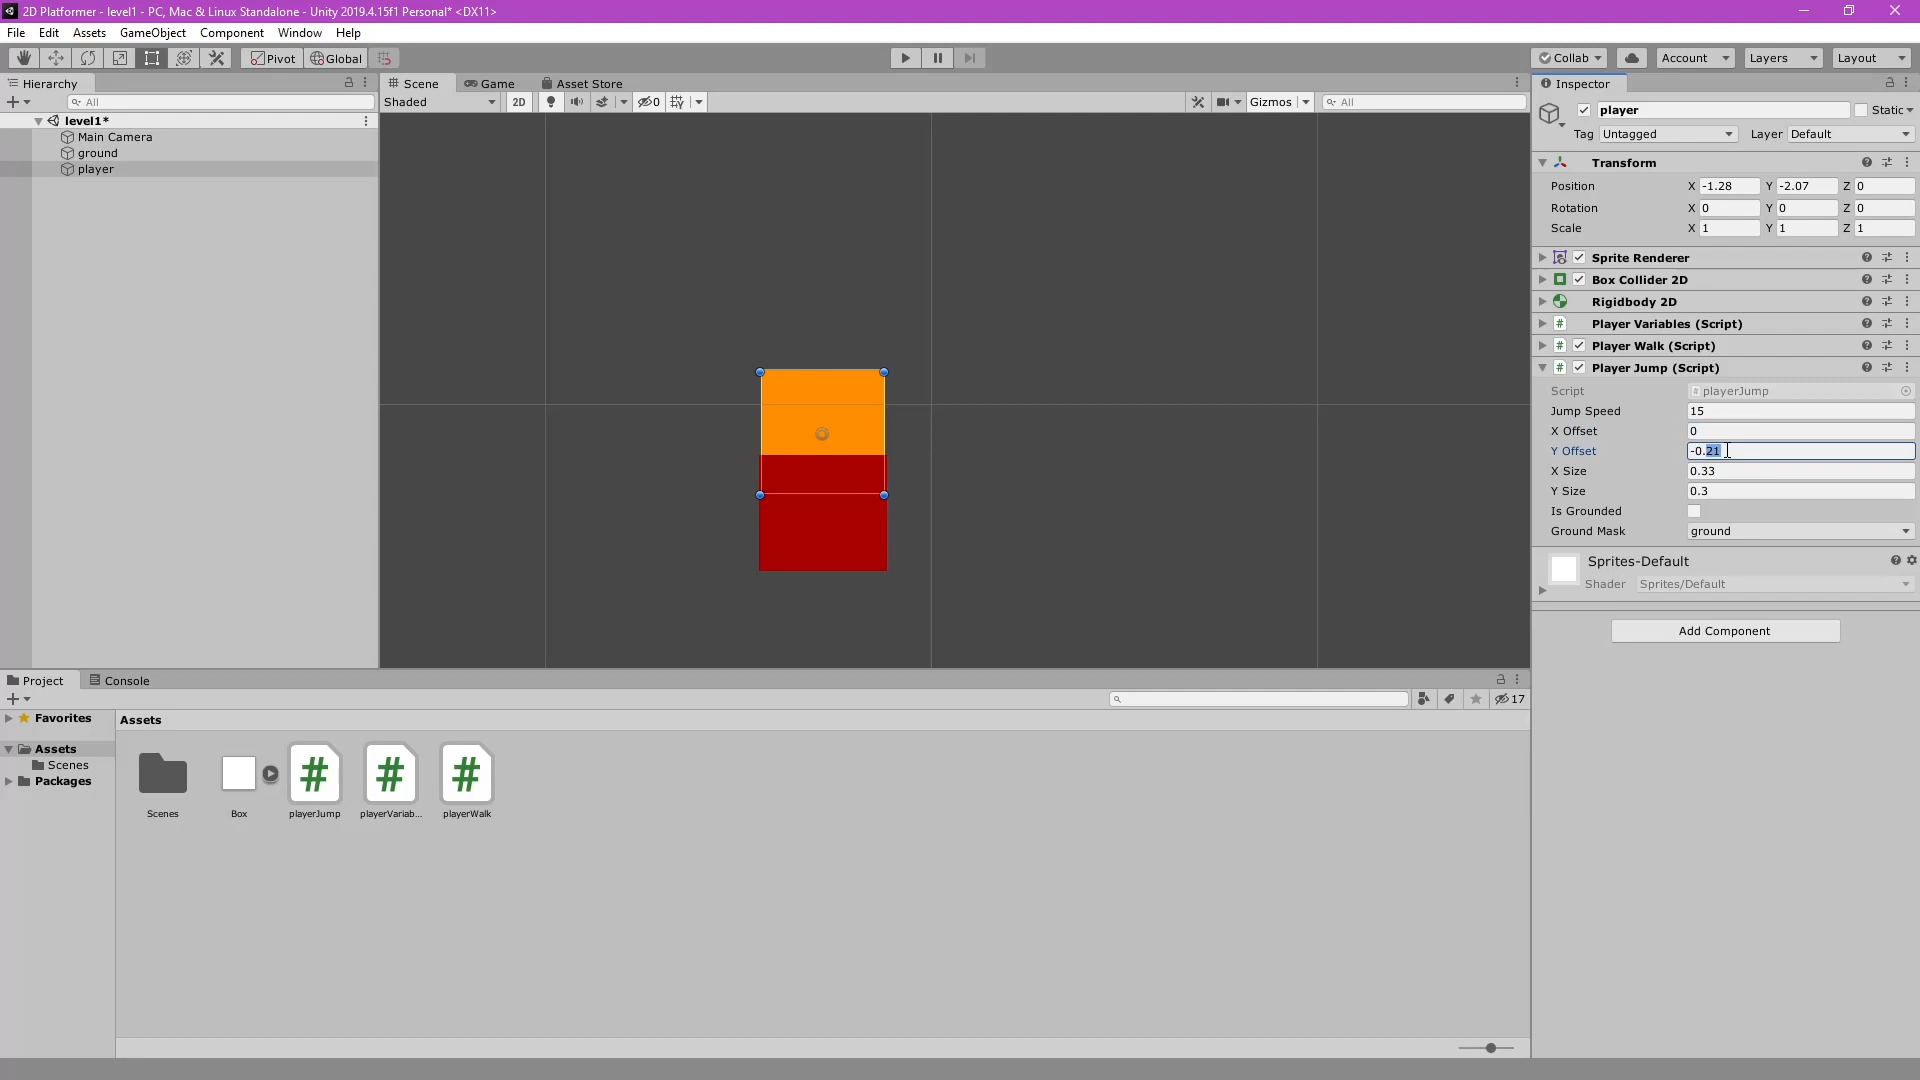 2D Platformer - level1 - PC, Mac & Linux Standalone - Unity 2019.4.15f1 Personal* <DX11>
File Edit Assets GameObject Component Window Help
Pivot Global Collab Account Layers Layout
Hierarchy
All
level1*
Main Camera
ground
player
Scene Game Asset Store
Shaded 2D 0 Gizmos All
Inspector
player Static
Tag Untagged Layer Default
Transform
Position X -1.28 Y -2.07 Z 0
Rotation X 0 Y 0 Z 0
Scale X 1 Y 1 Z 1
Sprite Renderer
Box Collider 2D
Rigidbody 2D
# Player Variables (Script)
# Player Walk (Script)
# Player Jump (Script)
Script # playerJump
Jump Speed 15
X Offset 0
Y Offset -0.21
X Size 0.33
Y Size 0.3
Is Grounded
Ground Mask ground
Sprites-Default
Shader Sprites/Default
Add Component
Project Console
17
Favorites
Assets
Scenes
Packages
Assets
# # #
Scenes Box playerJump playerVariab... playerWalk